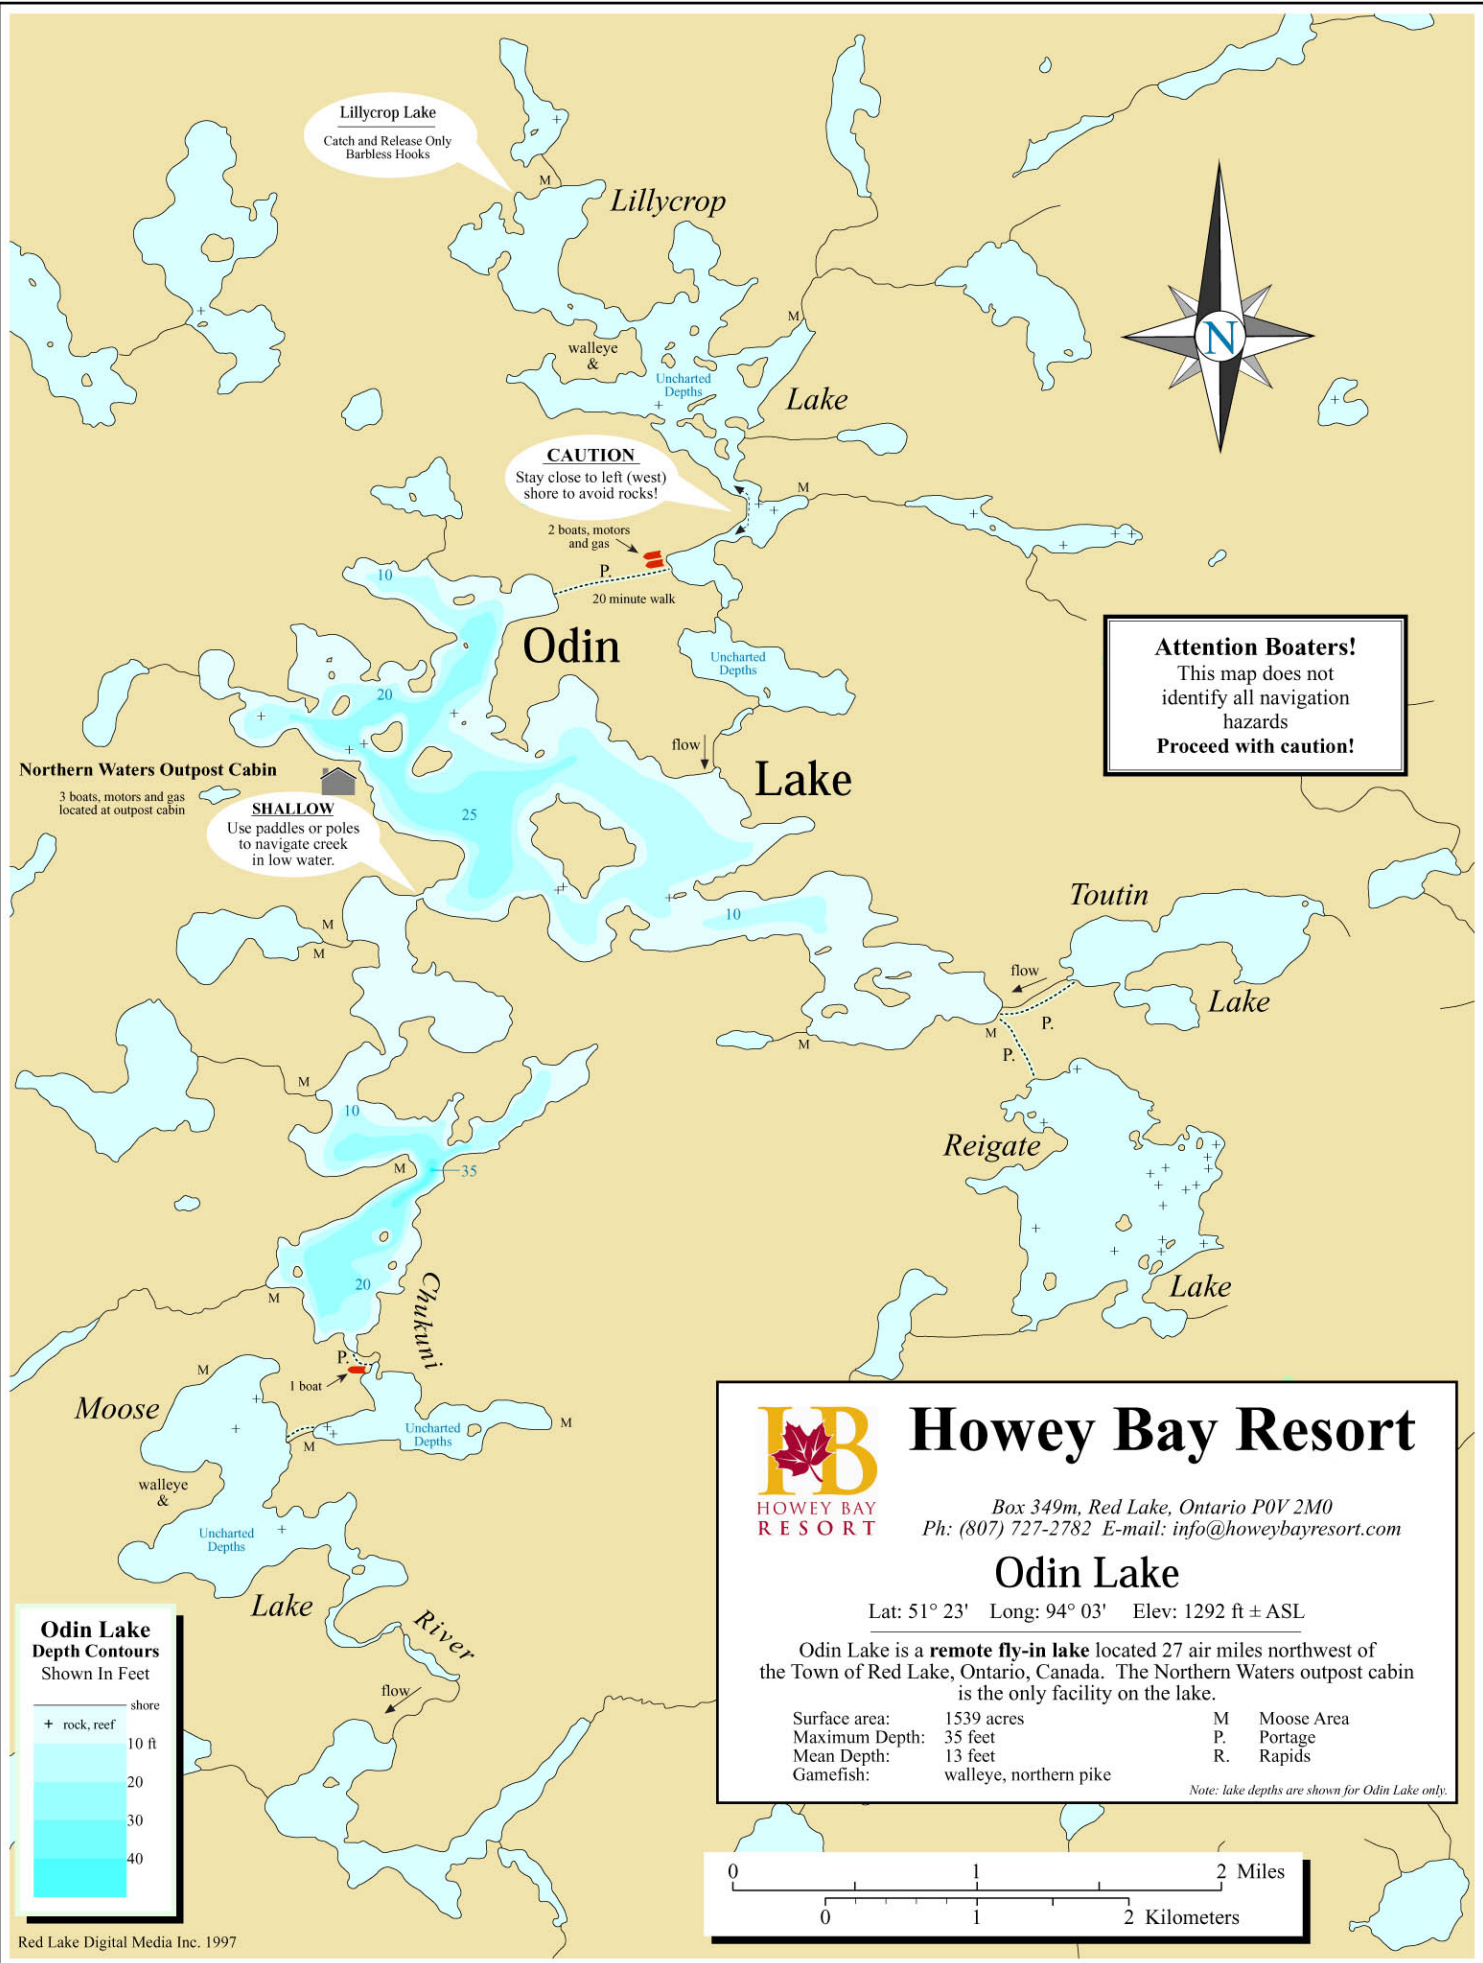 Lillycrop Lake
Catch and Release Only
Barbless Hooks
M
Lillycrop
M
walleye
&
Uncharted
Depths
Lake
N
CAUTION
Stay close to left (west)
shore to avoid rocks!
M
2 boats, motors
and gas
P.
20 minute walk
10
Odin
Uncharted
Depths
Attention Boaters!
This map does not
identify all navigation
hazards
Proceed with caution!
20
flow
Lake
Northern Waters Outpost Cabin
3 boats, motors and gas
located at outpost cabin
SHALLOW
Use paddles or poles
to navigate creek
in low water.
25
10
Toutin
M
M
flow
Lake
P.
M
M
P.
M
10
Reigate
M
35
20
M
Lake
Chukuni
P.
1 boat
M
Moose
M
M
Uncharted
Depths
walleye
&
Uncharted
Depths
Lake
River
flow
HB
HOWEY BAY
RESORT
Howey Bay Resort
Box 349m, Red Lake, Ontario P0V 2M0
Ph: (807) 727-2782 E-mail: info@howeybayresort.com
Odin Lake
Lat: 51° 23' Long: 94° 03' Elev: 1292 ft ± ASL
Odin Lake is a remote fly-in lake located 27 air miles northwest of
the Town of Red Lake, Ontario, Canada. The Northern Waters outpost cabin
is the only facility on the lake.
Surface area: 1539 acres M Moose Area
Maximum Depth: 35 feet P. Portage
Mean Depth: 13 feet R. Rapids
Gamefish: walleye, northern pike
Note: lake depths are shown for Odin Lake only.
Odin Lake
Depth Contours
Shown In Feet
shore
+ rock, reef
10 ft
20
30
40
0 1 2 Miles
0 1 2 Kilometers
Red Lake Digital Media Inc. 1997